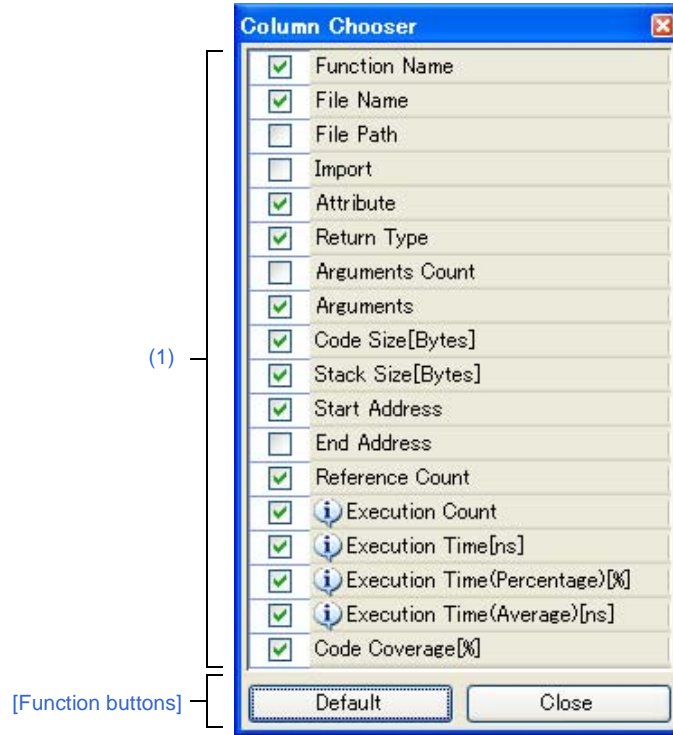 Column Chooser
Function Name
File Name
File Path
Import
Attribute
Return Type
Arguments Count
Arguments
(1)
Code Size[Bytes]
Stack Size[Bytes]
Start Address
End Address
Reference Count
Execution Count
Execution Time[ns]
Execution Time(Percentage)[%]
Execution Time(Average)[ns]
Code Coverage[%]
[Function buttons]
Default Close